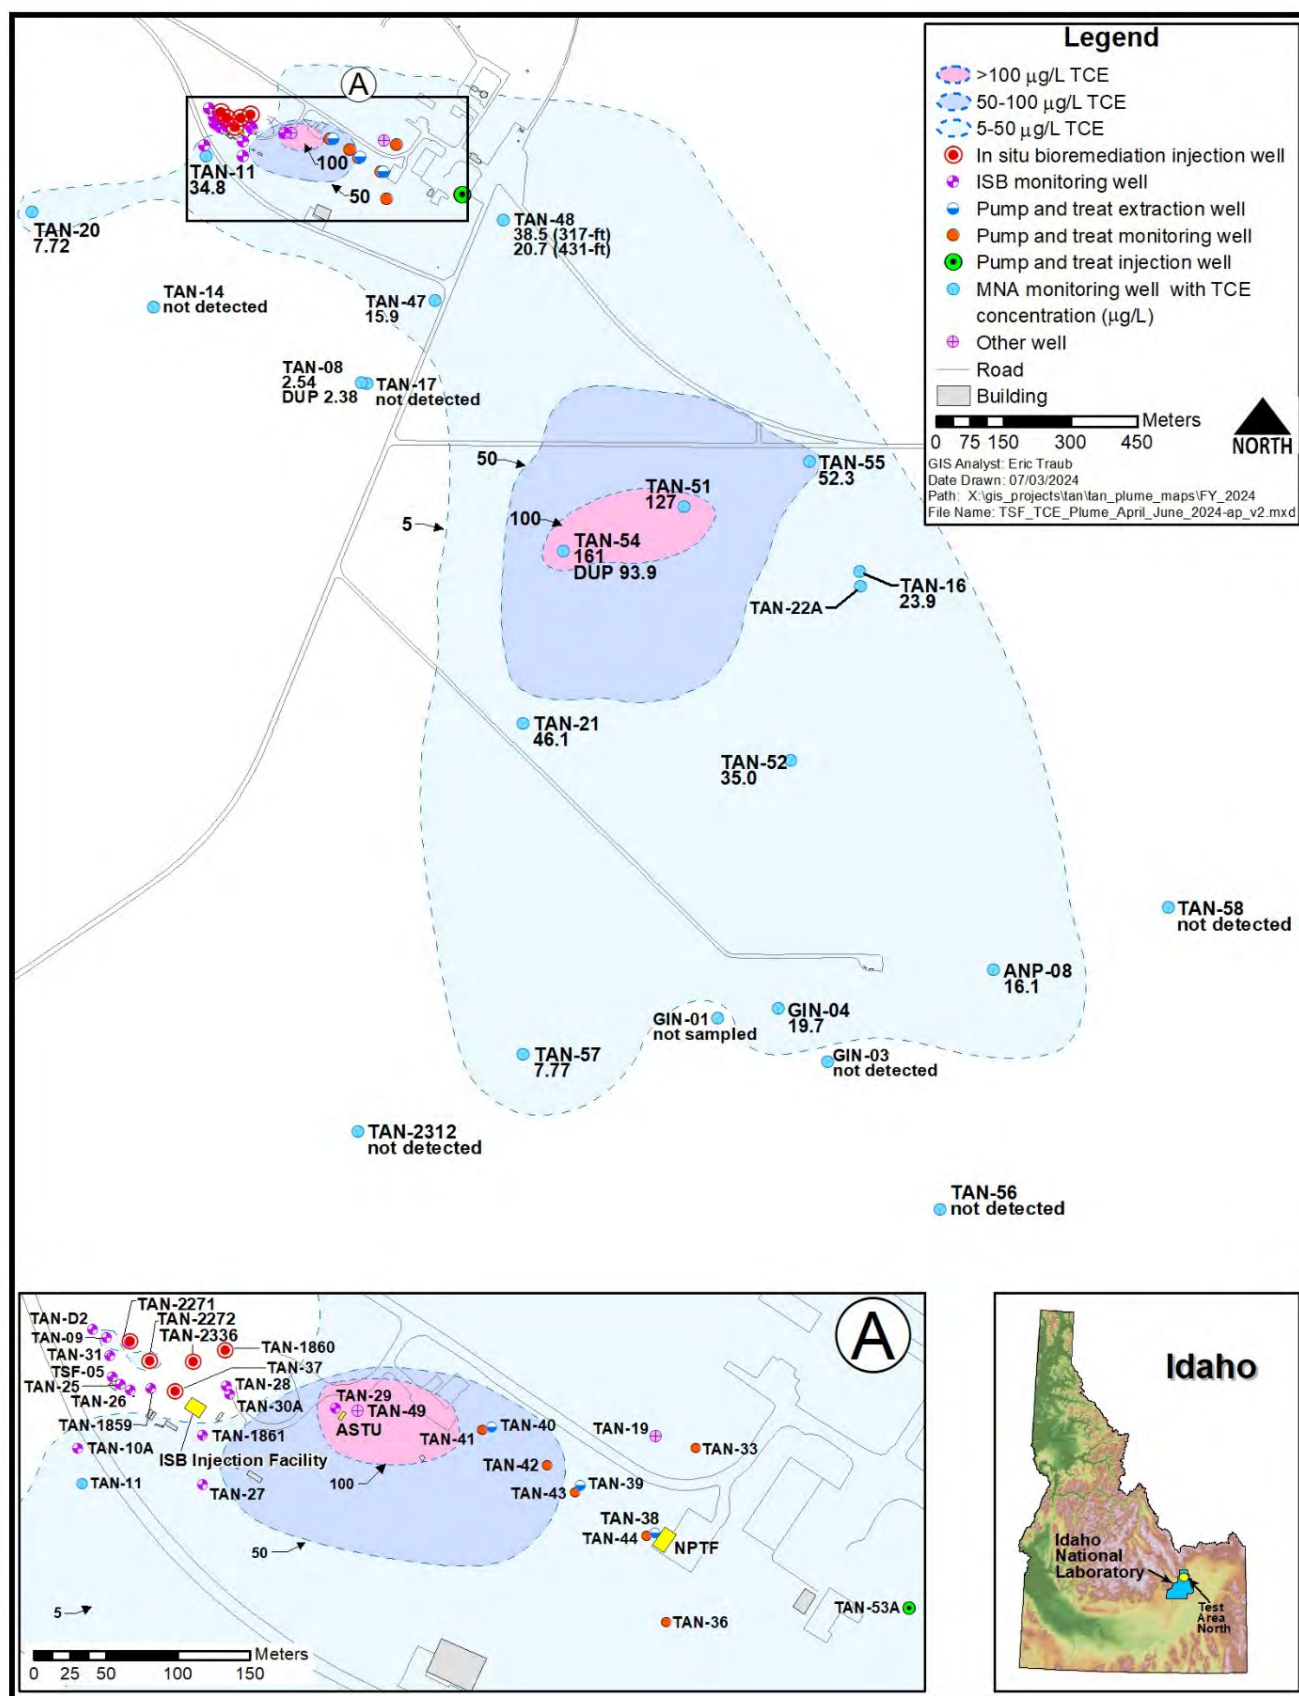 Legend
>100 µg/L TCE
50-100 µg/L TCE
5-50 µg/L TCE
In situ bioremediation injection well
ISB monitoring well
Pump and treat extraction well
Pump and treat monitoring well
Pump and treat injection well
MNA monitoring well with TCE
concentration (µg/L)
Other well
Road
Building
Meters
0 75 150 300 450
NORTH
GIS Analyst: Eric Traub
Date Drawn: 07/03/2024
Path: X:\gis_projects\tan\tan_plume_maps\FY_2024
File Name: TSF_TCE_Plume_April_June_2024-ap_v2.mxd
A
100
TAN-11
34.8
50
TAN-20
7.72
TAN-48
38.5 (317-ft)
20.7 (431-ft)
TAN-14
not detected
TAN-47
15.9
TAN-08
2.54
DUP 2.38
TAN-17
not detected
50
TAN-55
52.3
TAN-51
127
100
5
TAN-54
161
DUP 93.9
TAN-16
23.9
TAN-22A
TAN-21
46.1
TAN-52
35.0
TAN-58
not detected
ANP-08
16.1
GIN-04
19.7
GIN-01
not sampled
TAN-57
7.77
GIN-03
not detected
TAN-2312
not detected
TAN-56
not detected
A
TAN-2271
TAN-D2
TAN-2272
TAN-09
TAN-2336
TAN-31
TAN-1860
TSF-05
TAN-37
TAN-25
TAN-28
TAN-26
TAN-30A
TAN-1859
TAN-29
TAN-49
ASTU
TAN-1861
TAN-10A
ISB Injection Facility
TAN-40
TAN-41
TAN-19
TAN-33
100
TAN-42
TAN-11
TAN-27
TAN-39
TAN-43
TAN-38
TAN-44
NPTF
50
5
TAN-53A
TAN-36
Meters
0 25 50 100 150
Idaho
Idaho
National
Laboratory
Test
Area
North